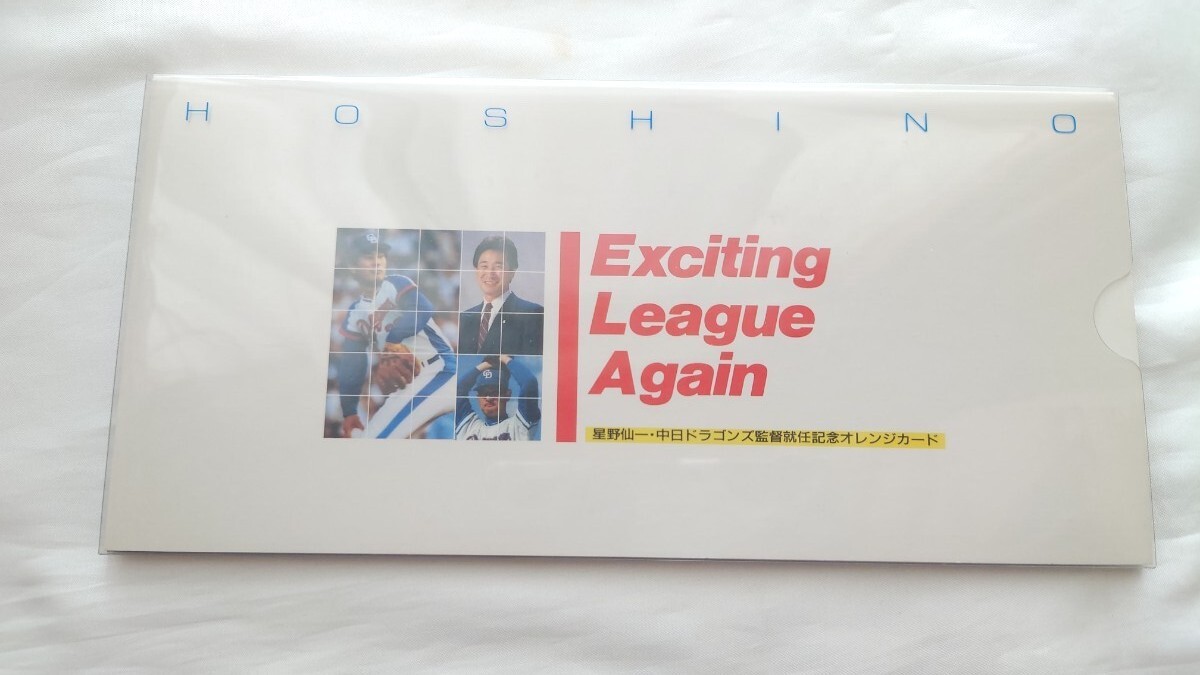 HOSHINO
Exciting
League
Again
星野仙一・中日ドラゴンズ監督就任記念オレンジカード